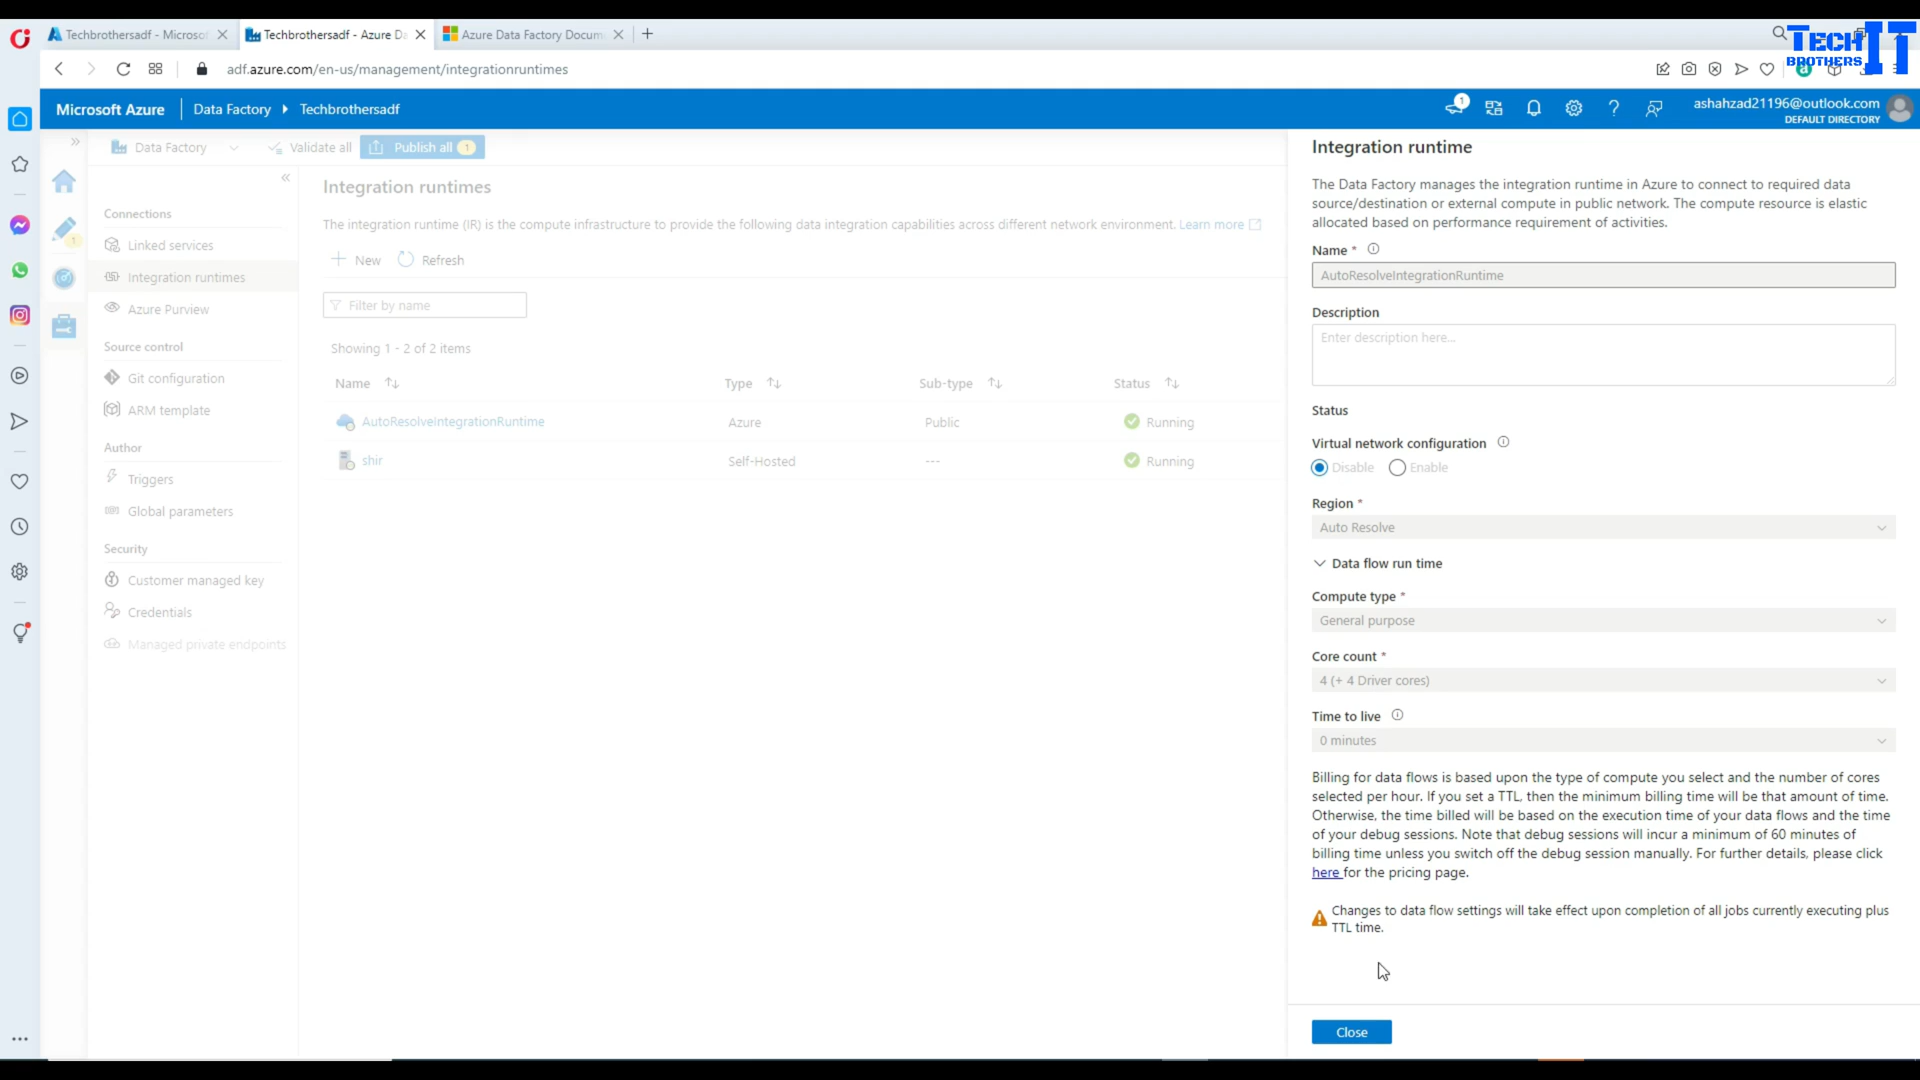 Techbrothersadf - Microsof
Techbrothersadf - Azure Da
Azure Data Factory Docum
TECH IT
BROTHERS
adf.azure.com/en-us/management/integrationruntimes
a
Microsoft Azure
Data Factory
Techbrothersadf
1
ashahzad21196@outlook.com
DEFAULT DIRECTORY
Data Factory
Validate all
Publish all 1
1
Connections
Linked services
Integration runtimes
Azure Purview
Source control
Git configuration
ARM template
Author
Triggers
Global parameters
Security
Customer managed key
Credentials
Managed private endpoints
Integration runtimes
The integration runtime (IR) is the compute infrastructure to provide the following data integration capabilities across different network environment. Learn more
New
Refresh
Filter by name
Showing 1 - 2 of 2 items
Name Type Sub-type Status
AutoResolveIntegrationRuntime Azure Public Running
shir Self-Hosted --- Running
Integration runtime
The Data Factory manages the integration runtime in Azure to connect to required data
source/destination or external compute in public network. The compute resource is elastic
allocated based on performance requirement of activities.
Name *
AutoResolveIntegrationRuntime
Description
Enter description here...
Status
Virtual network configuration
Disable Enable
Region *
Auto Resolve
Data flow run time
Compute type *
General purpose
Core count *
4 (+ 4 Driver cores)
Time to live
0 minutes
Billing for data flows is based upon the type of compute you select and the number of cores
selected per hour. If you set a TTL, then the minimum billing time will be that amount of time.
Otherwise, the time billed will be based on the execution time of your data flows and the time
of your debug sessions. Note that debug sessions will incur a minimum of 60 minutes of
billing time unless you switch off the debug session manually. For further details, please click
here for the pricing page.
Changes to data flow settings will take effect upon completion of all jobs currently executing plus
TTL time.
Close